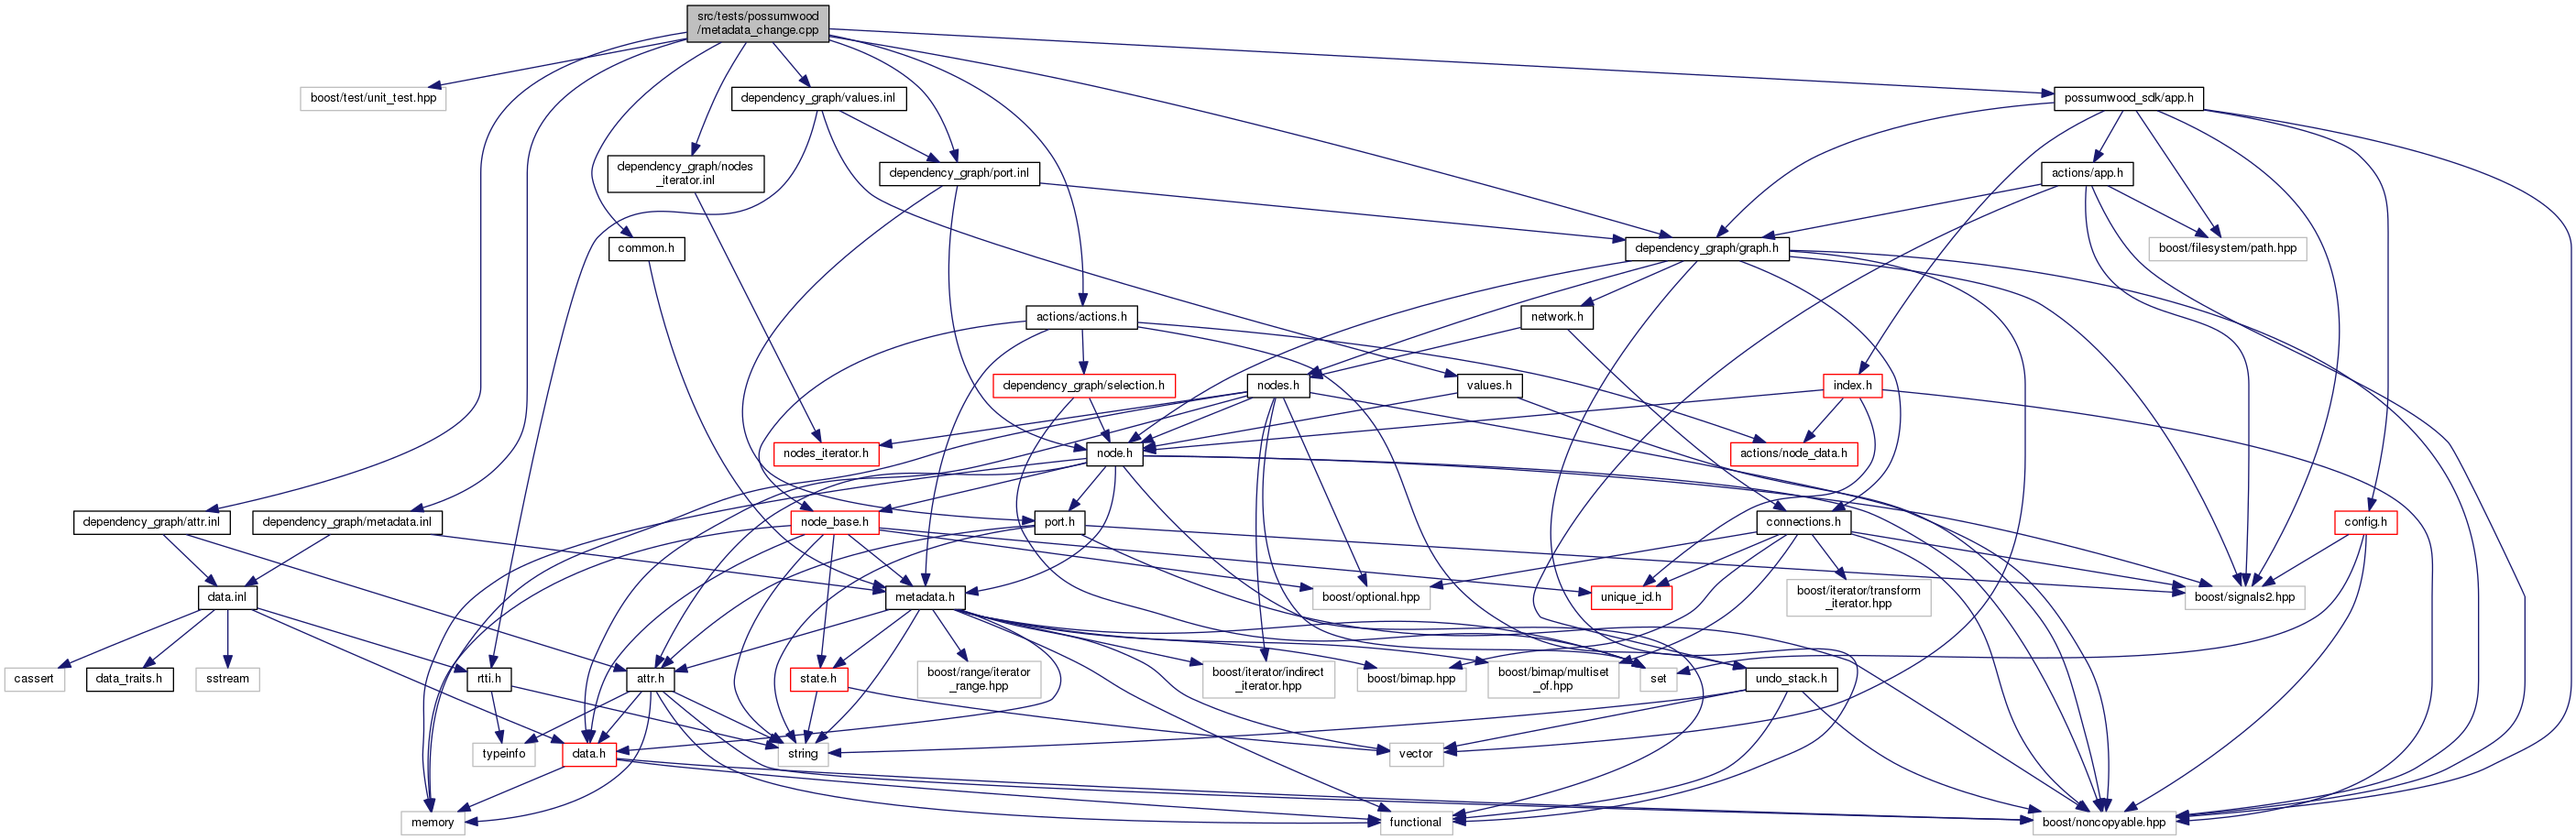 src/tests/possumwood
/metadata_change.cpp
boost/test/unit_test.hpp
dependency_graph/values.inl
possumwood_sdk/app.h
dependency_graph/nodes
_iterator.inl
dependency_graph/port.inl
actions/app.h
common.h
dependency_graph/graph.h
boost/filesystem/path.hpp
actions/actions.h
network.h
dependency_graph/selection.h
nodes.h
values.h
index.h
nodes_iterator.h
node.h
actions/node_data.h
dependency_graph/attr.inl
dependency_graph/metadata.inl
node_base.h
port.h
connections.h
config.h
data.inl
metadata.h
boost/optional.hpp
unique_id.h
boost/iterator/transform
_iterator.hpp
boost/signals2.hpp
cassert
data_traits.h
sstream
rtti.h
attr.h
state.h
boost/range/iterator
_range.hpp
boost/iterator/indirect
_iterator.hpp
boost/bimap.hpp
boost/bimap/multiset
_of.hpp
set
undo_stack.h
typeinfo
data.h
string
vector
memory
functional
boost/noncopyable.hpp